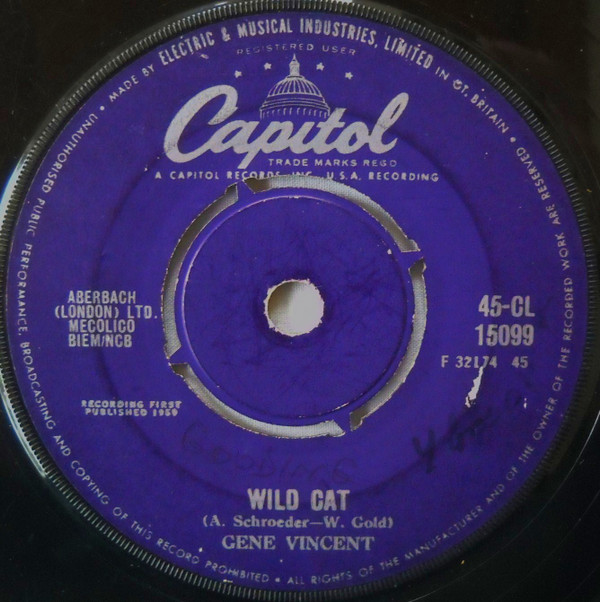 MADE BY ELECTRIC & MUSICAL INDUSTRIES, LIMITED IN GT. BRITAIN •
REGISTERED USER
Capitol
TRADE MARKS REGD
A CAPITOL RECORDS, INC., U.S.A. RECORDING
ABERBACH
(LONDON) LTD.
MECOLICO
BIEM/NCB
45-CL
15099
F 32174 45
RECORDING FIRST
PUBLISHED 1959
WILD CAT
(A. Schroeder—W. Gold)
GENE VINCENT
UNAUTHORISED PUBLIC PERFORMANCE, BROADCASTING AND COPYING OF THIS RECORD PROHIBITED • ALL RIGHTS OF THE MANUFACTURER AND OF THE OWNER OF THE RECORDED WORK ARE RESERVED •